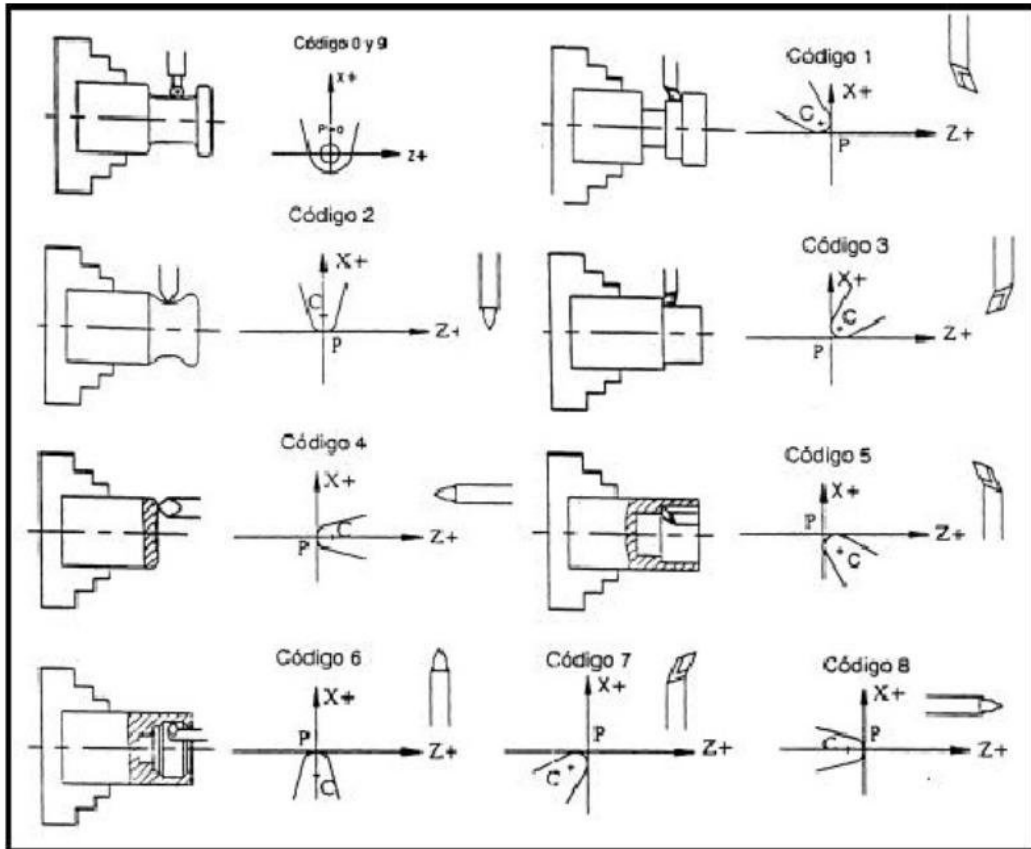 Código 0 y 9
X+
P=0
Z+
Código 1
X+
C
P
Z+
Código 2
X+
C
Z+
P
Código 3
X+
C
Z+
P
Código 4
X+
C
P
Z+
Código 5
X+
P
Z+
C
Código 6
X+
P
Z+
C
Código 7
X+
P
Z+
C
Código 8
X+
P
C
Z+